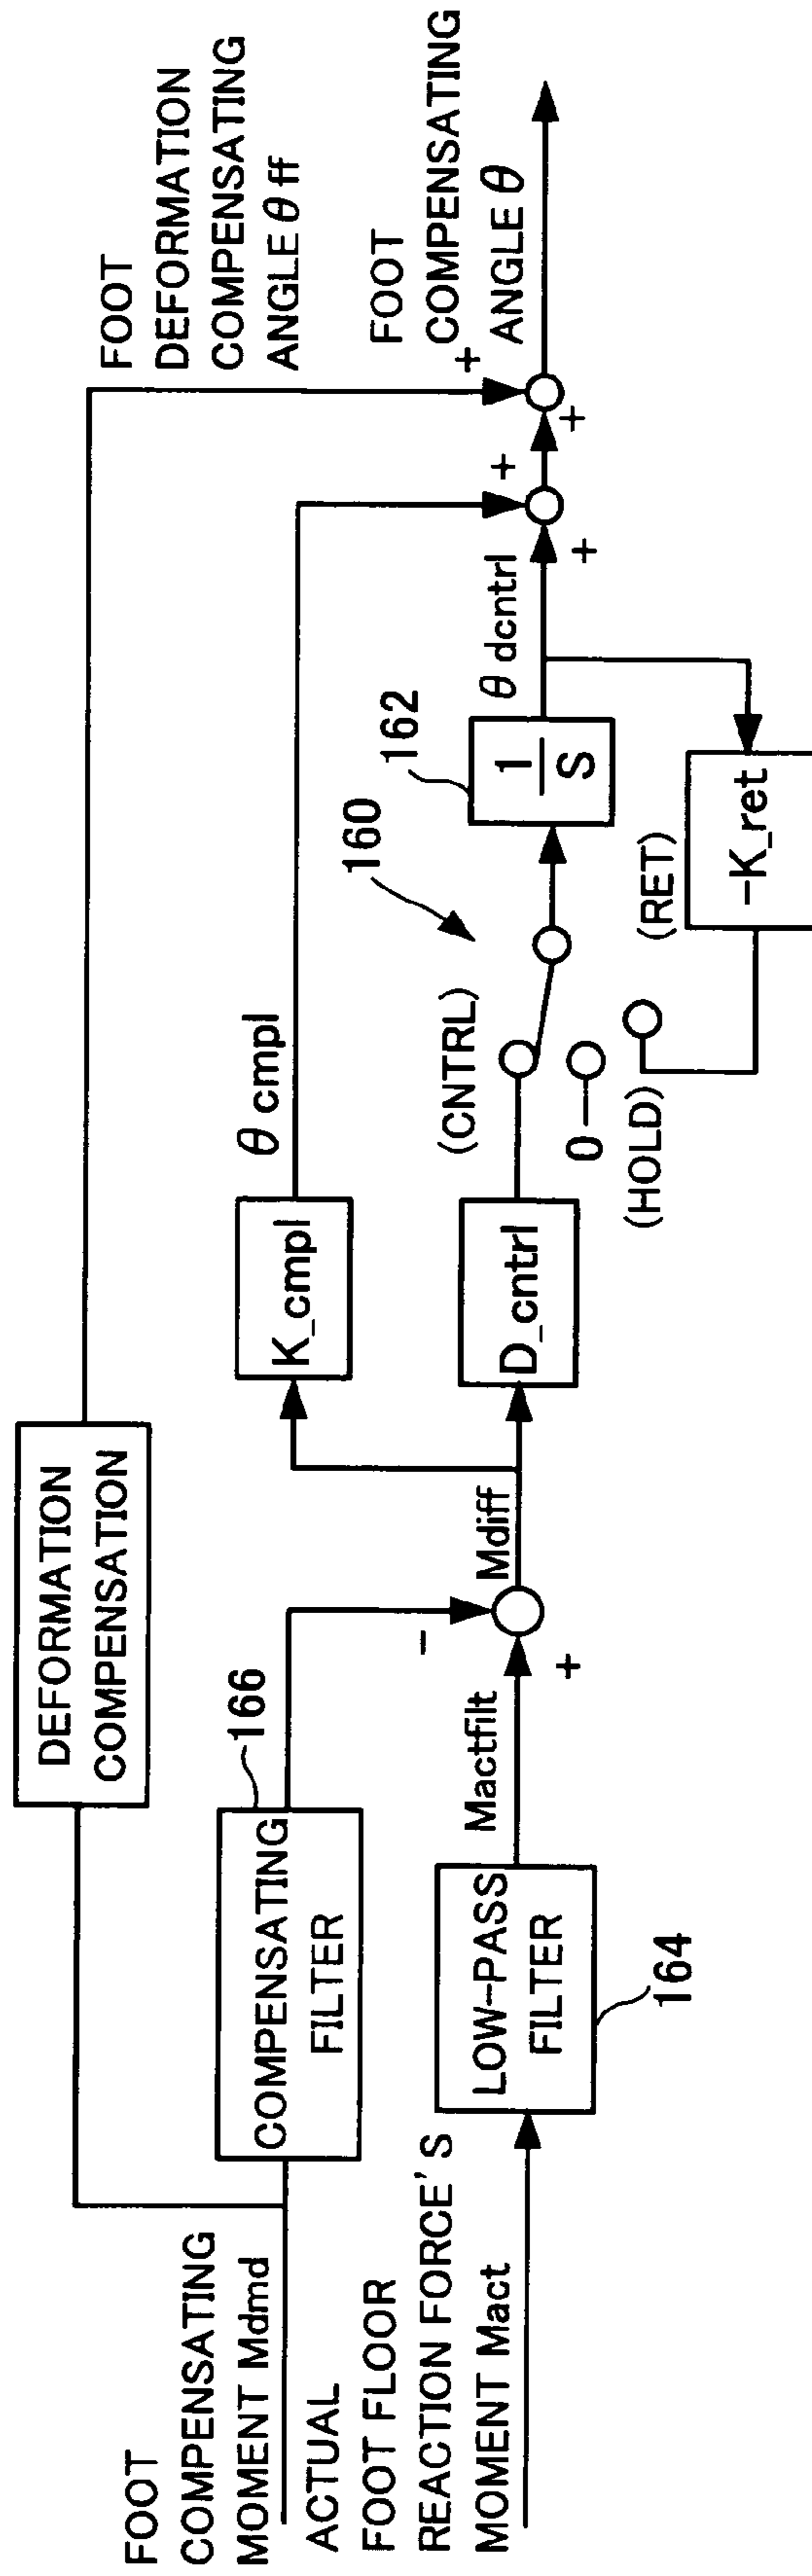 FOOT
COMPENSATING
MOMENT Mdmd
ACTUAL
FOOT FLOOR
REACTION FORCE'S
MOMENT Mact
DEFORMATION
COMPENSATION
COMPENSATING
FILTER
166
LOW-PASS
FILTER
164
Mactfilt
+
-
Mdiff
K_cmpl
θ cmpl
D_cntrl
(CNTRL)
0
(HOLD)
160
(RET)
-K_ret
162
1
S
θ dcntrl
+
+
+
+
FOOT
DEFORMATION
COMPENSATING
ANGLE θ ff
FOOT
COMPENSATING
ANGLE θ